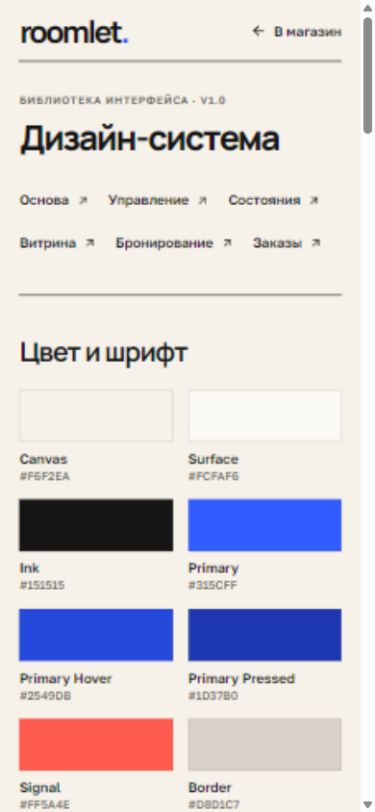 roomlet.
← В магазин
БИБЛИОТЕКА ИНТЕРФЕЙСА · V1.0
Дизайн-система
Основа ↗ Управление ↗ Состояния ↗
Витрина ↗ Бронирование ↗ Заказы ↗
Цвет и шрифт
Canvas Surface
#F6F2EA #FCFAF6
Ink Primary
#151515 #315CFF
Primary Hover Primary Pressed
#2549DB #1D37B0
Signal Border
#FF5A4E #D8D1C7